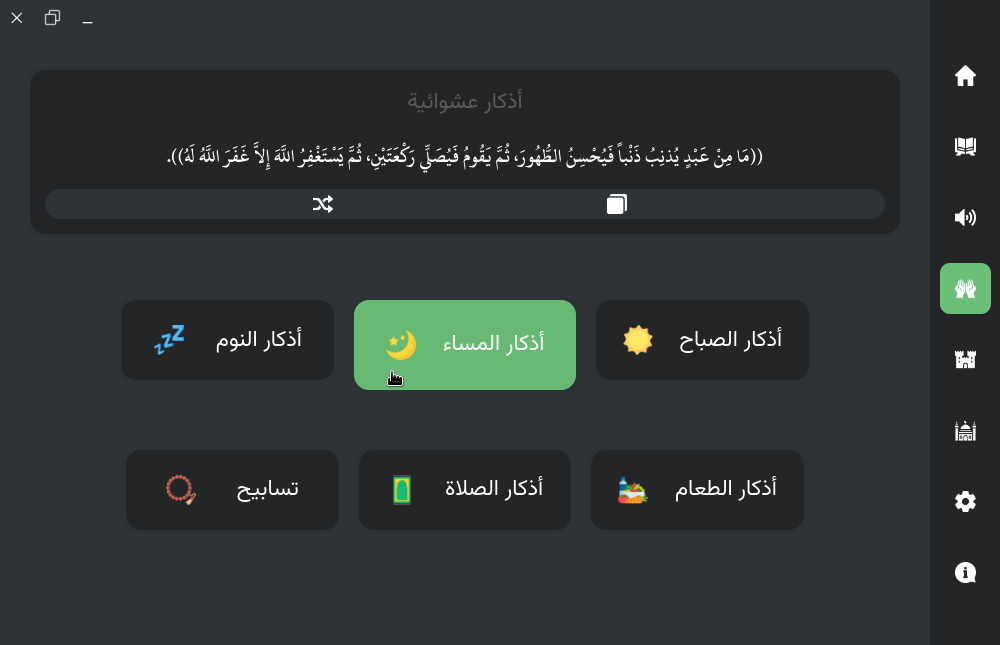 أذكار عشوائية
((مَا مِنْ عَبْدٍ يُذنِبُ ذَنْباً فَيُحْسِنُ الطُّهُورَ، ثُمَّ يَقُومُ فَيُصَلِّي رَكْعَتَيْنِ، ثُمَّ يَسْتَغْفِرُ اللَّهَ إِلاَّ غَفَرَ اللَّهُ لَهُ)).
أذكار الصباح
أذكار المساء
أذكار النوم
أذكار الطعام
أذكار الصلاة
تسابيح